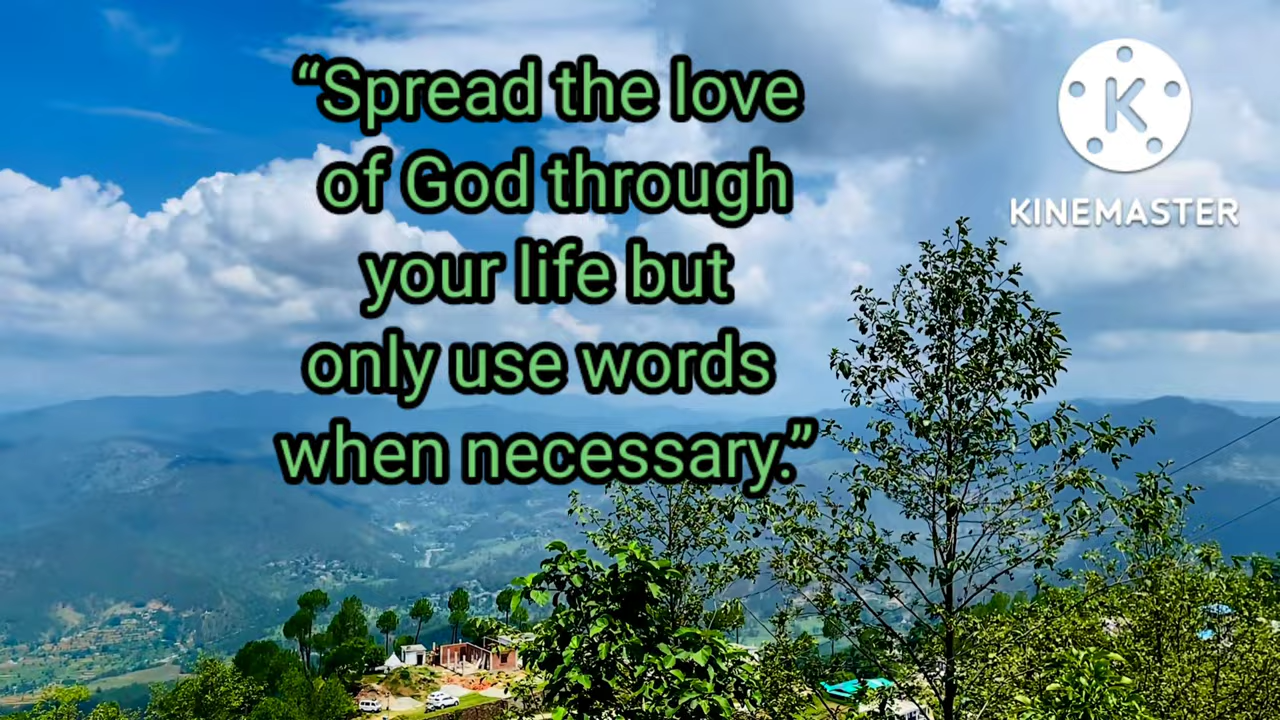 “Spread the love
of God through
your life but
only use words
when necessary.”
K
KINEMASTER